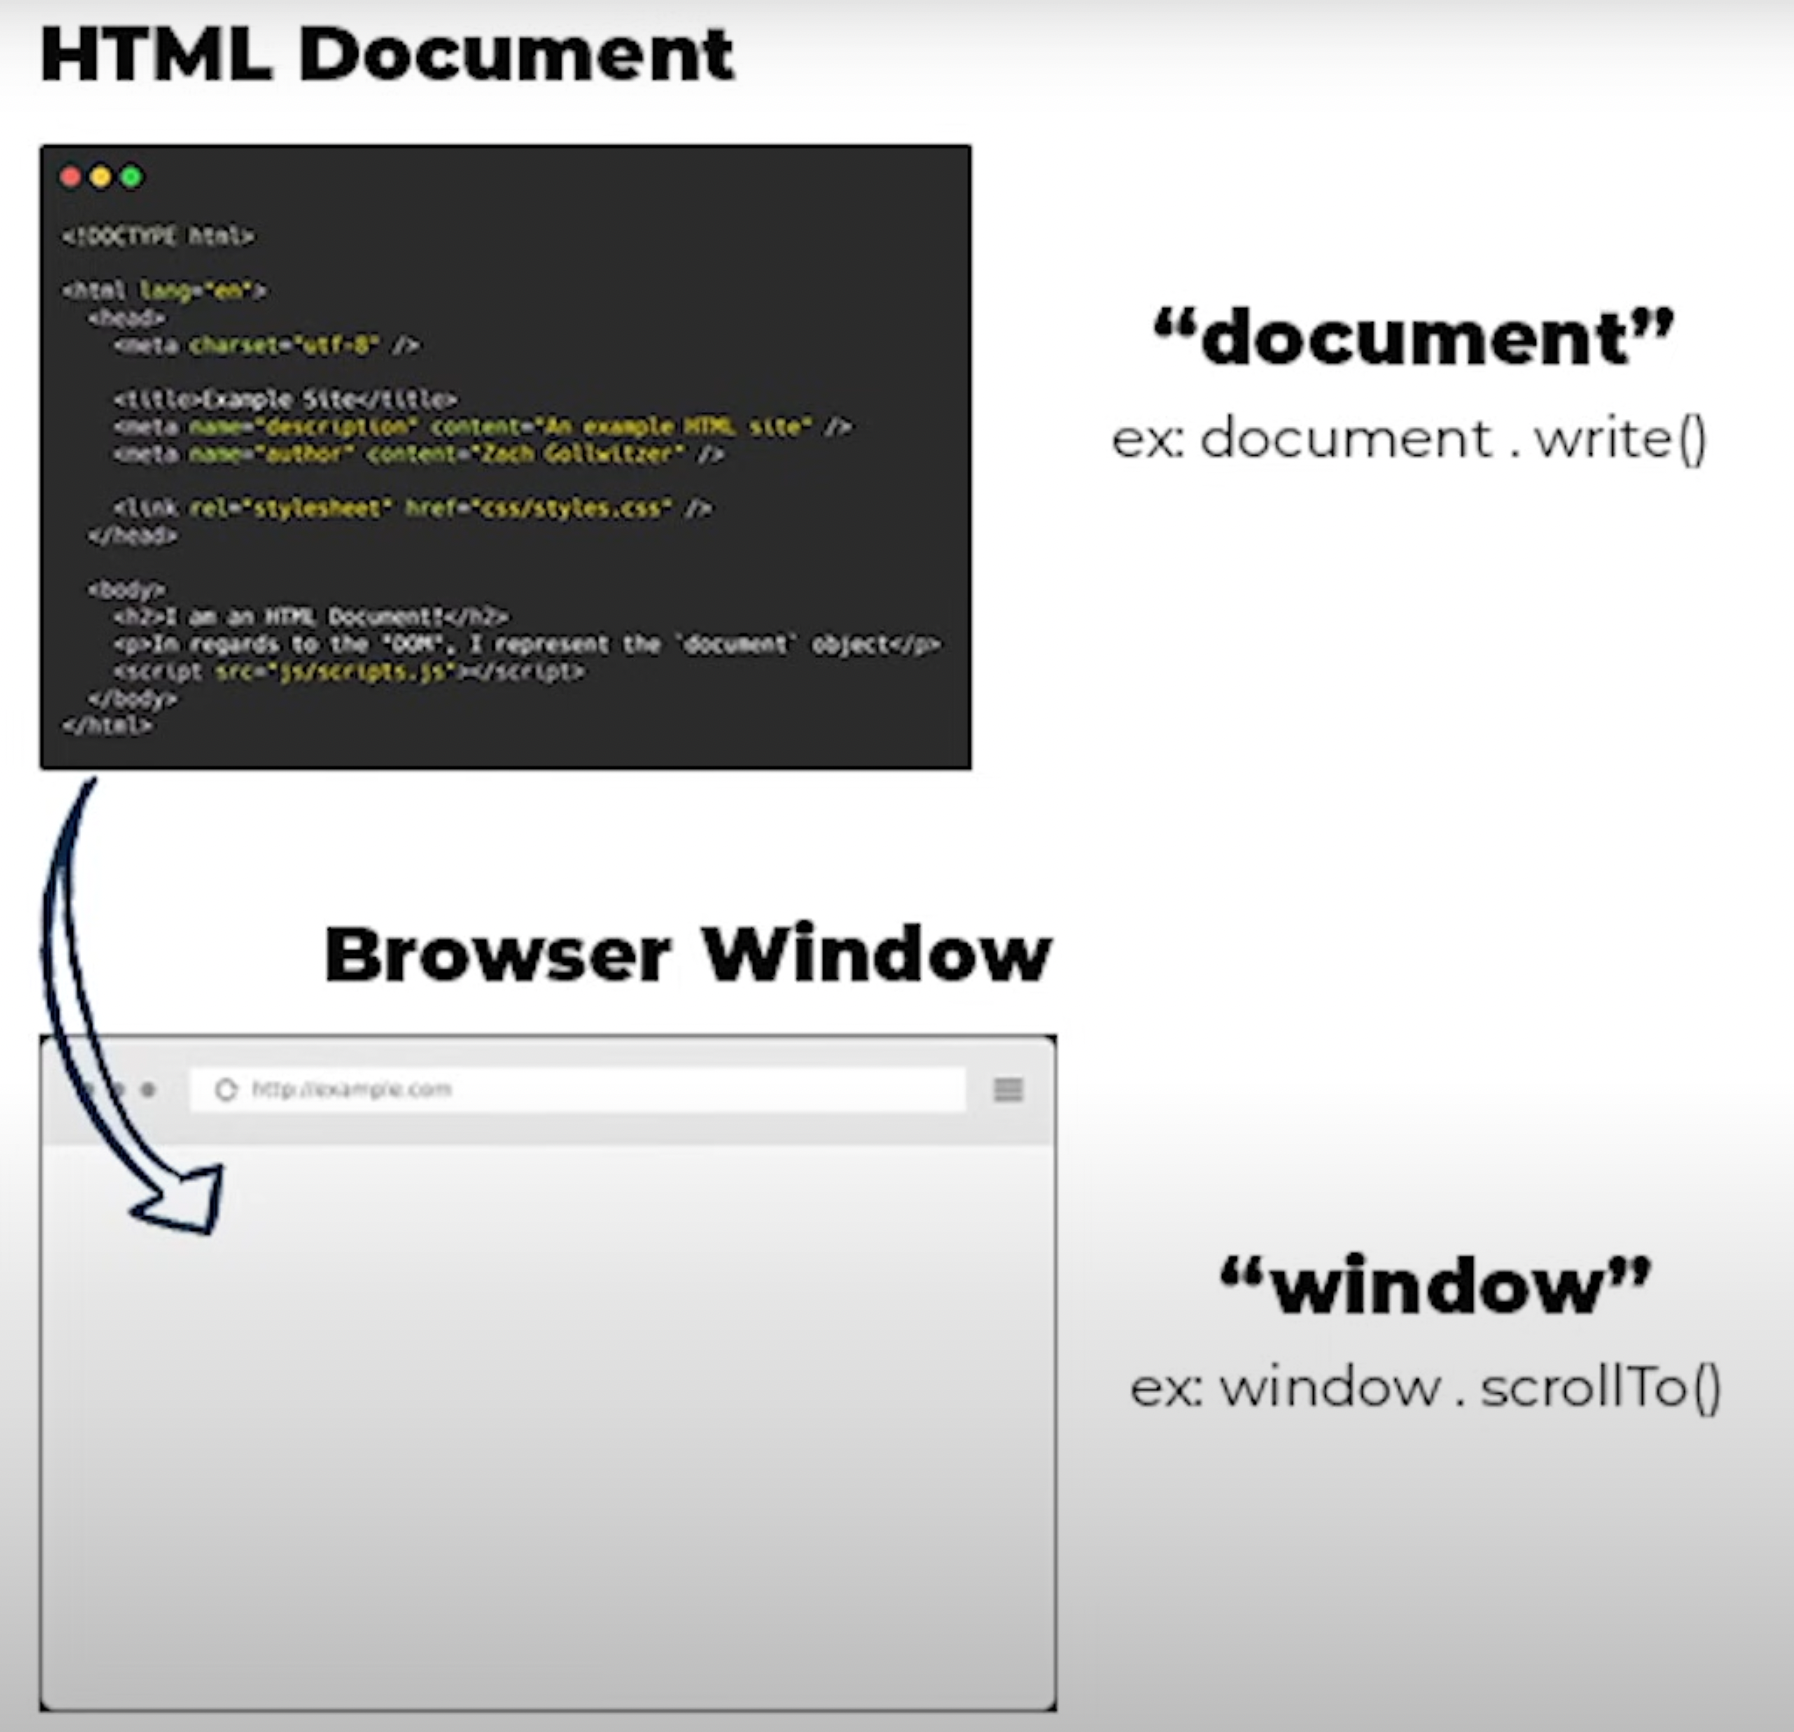 HTML Document
<!DOCTYPE html>
<html lang="en">
<head>
<meta charset="utf-8" />
<title>Example Site</title>
<meta name="description" content="An example HTML site" />
<meta name="author" content="Zach Gollwitzer" />
<link rel="stylesheet" href="css/styles.css" />
</head>
<body>
<h2>I am an HTML Document!</h2>
<p>In regards to the "DOM", I represent the `document` object</p>
<script src="js/scripts.js"></script>
</body>
</html>
“document”
ex: document . write()
Browser Window
http://example.com
“window”
ex: window . scrollTo()